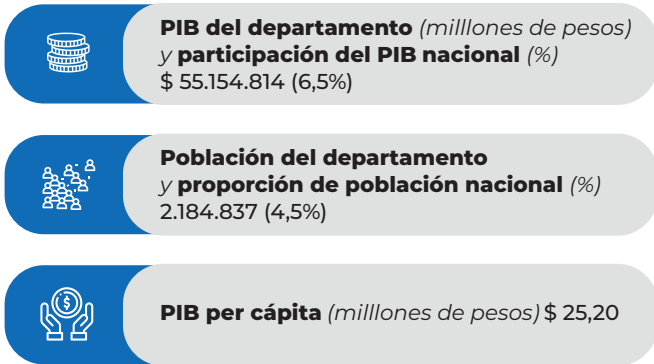 PIB del departamento (milllones de pesos)
y participación del PIB nacional (%)
$ 55.154.814 (6,5%)
Población del departamento
y proporción de población nacional (%)
2.184.837 (4,5%)
PIB per cápita (milllones de pesos) $ 25,20